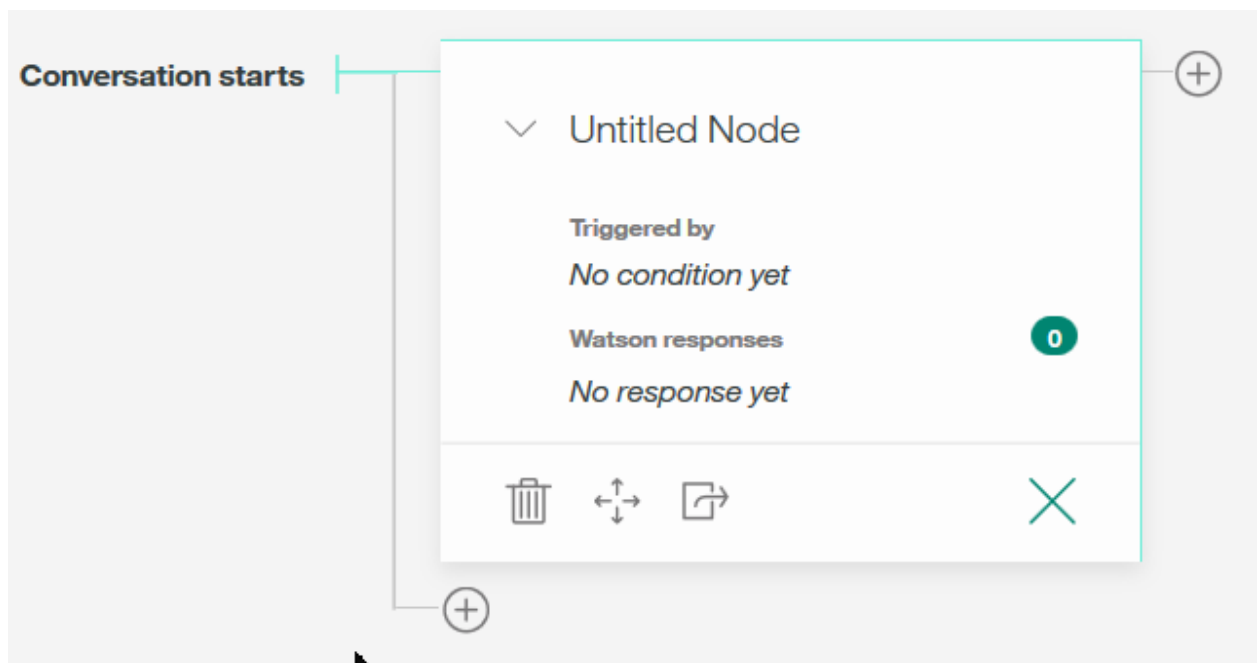 Conversation starts
Untitled Node
Triggered by
No condition yet
Watson responses
0
No response yet